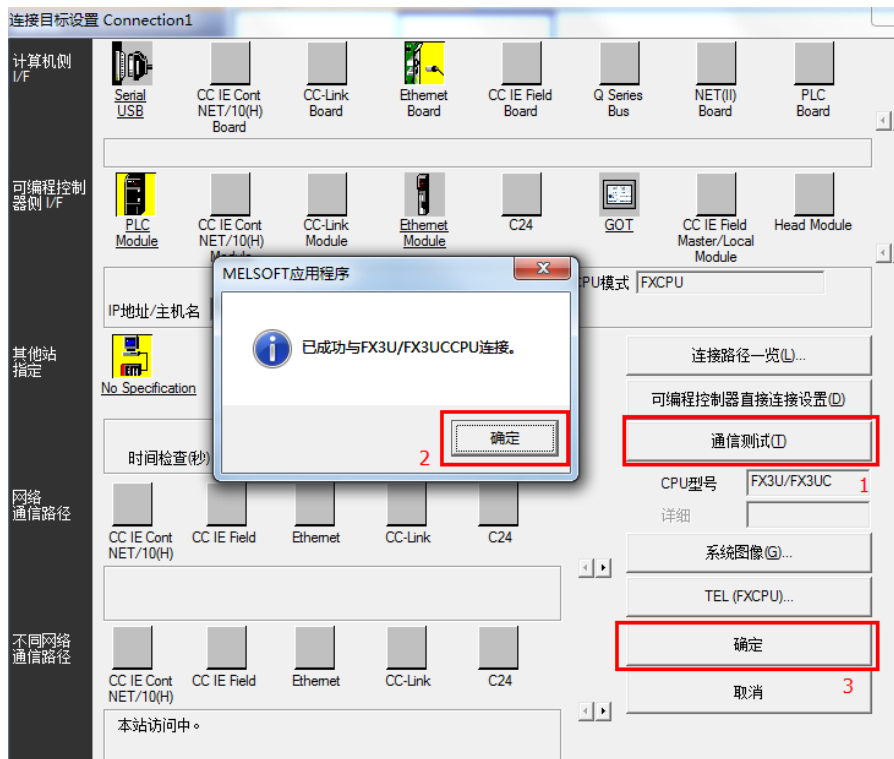 连接目标设置 Connection1
计算机侧
I/F
Serial
USB
CC IE Cont
NET/10(H)
Board
CC-Link
Board
Ethernet
Board
CC IE Field
Board
Q Series
Bus
NET(II)
Board
PLC
Board
可编程控制
器侧 I/F
PLC
Module
CC IE Cont
NET/10(H)
Module
CC-Link
Module
Ethernet
Module
C24
GOT
CC IE Field
Master/Local
Module
Head Module
MELSOFT应用程序
PU模式 FXCPU
IP地址/主机名
已成功与FX3U/FX3UCCPU连接。
确定
2
其他站
指定
No Specification
时间检查(秒)
连接路径一览(L)...
可编程控制器直接连接设置(D)
通信测试(T)
1
CPU型号 FX3U/FX3UC
详细
系统图像(G)...
TEL (FXCPU)...
确定
取消
3
网络
通信路径
CC IE Cont
NET/10(H)
CC IE Field
Ethernet
CC-Link
C24
不同网络
通信路径
CC IE Cont
NET/10(H)
CC IE Field
Ethernet
CC-Link
C24
本站访问中。